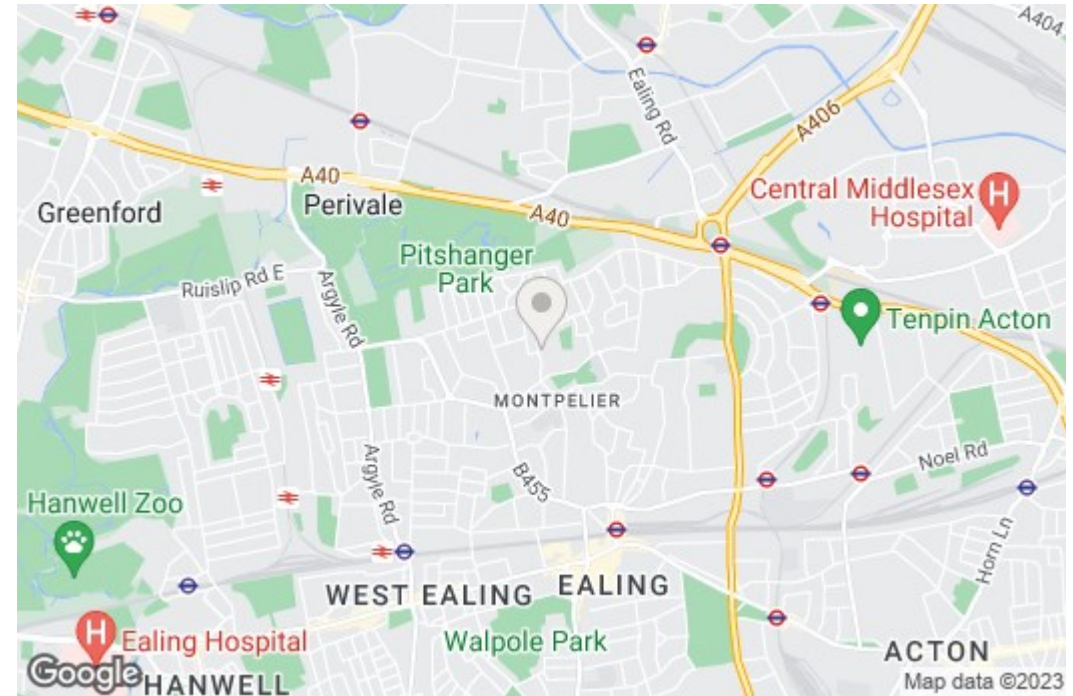 A404
Ealing Rd
A406
A40
Central Middlesex
Hospital
H
Greenford
Perivale
A40
Pitshanger
Park
Ruislip Rd E
Argyle Rd
Tenpin Acton
MONTPELIER
Argyle Rd
B455
Noel Rd
Hanwell Zoo
Horn Ln
WEST EALING
EALING
H
Ealing Hospital
Walpole Park
ACTON
Google
HANWELL
Map data ©2023